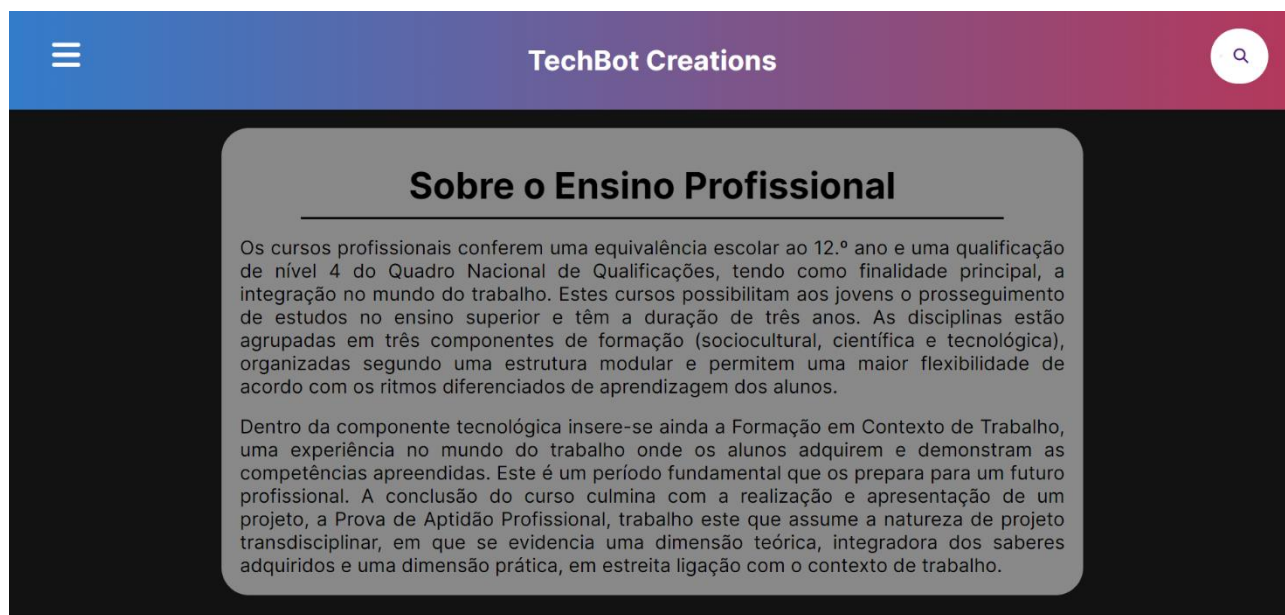 TechBot Creations
Sobre o Ensino Profissional
Os cursos profissionais conferem uma equivalência escolar ao 12.º ano e uma qualificação
de nível 4 do Quadro Nacional de Qualificações, tendo como finalidade principal, a
integração no mundo do trabalho. Estes cursos possibilitam aos jovens o prosseguimento
de estudos no ensino superior e têm a duração de três anos. As disciplinas estão
agrupadas em três componentes de formação (sociocultural, científica e tecnológica),
organizadas segundo uma estrutura modular e permitem uma maior flexibilidade de
acordo com os ritmos diferenciados de aprendizagem dos alunos.
Dentro da componente tecnológica insere-se ainda a Formação em Contexto de Trabalho,
uma experiência no mundo do trabalho onde os alunos adquirem e demonstram as
competências apreendidas. Este é um período fundamental que os prepara para um futuro
profissional. A conclusão do curso culmina com a realização e apresentação de um
projeto, a Prova de Aptidão Profissional, trabalho este que assume a natureza de projeto
transdisciplinar, em que se evidencia uma dimensão teórica, integradora dos saberes
adquiridos e uma dimensão prática, em estreita ligação com o contexto de trabalho.